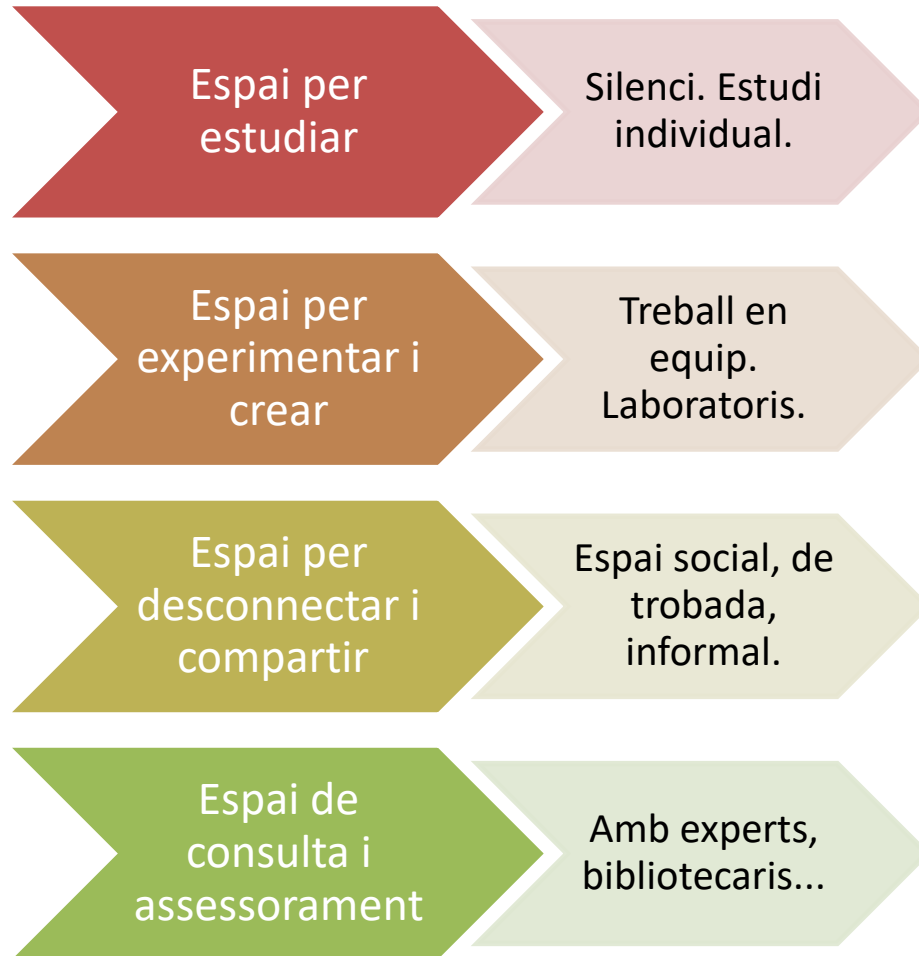 Espai per
estudiar
Silenci. Estudi
individual.
Espai per
experimentar i
crear
Treball en
equip.
Laboratoris.
Espai per
desconnectar i
compartir
Espai social, de
trobada,
informal.
Espai de
consulta i
assessorament
Amb experts,
bibliotecaris...